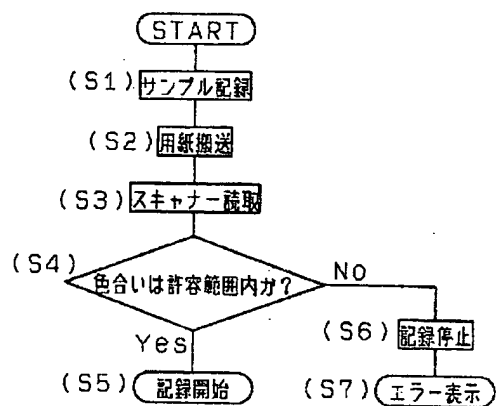 START
(S1) サンプル記録
(S2) 用紙搬送
(S3) スキャナー読取
(S4) 色合いは許容範囲内か?
No
Yes
(S6) 記録停止
(S5) 記録開始
(S7) エラー表示